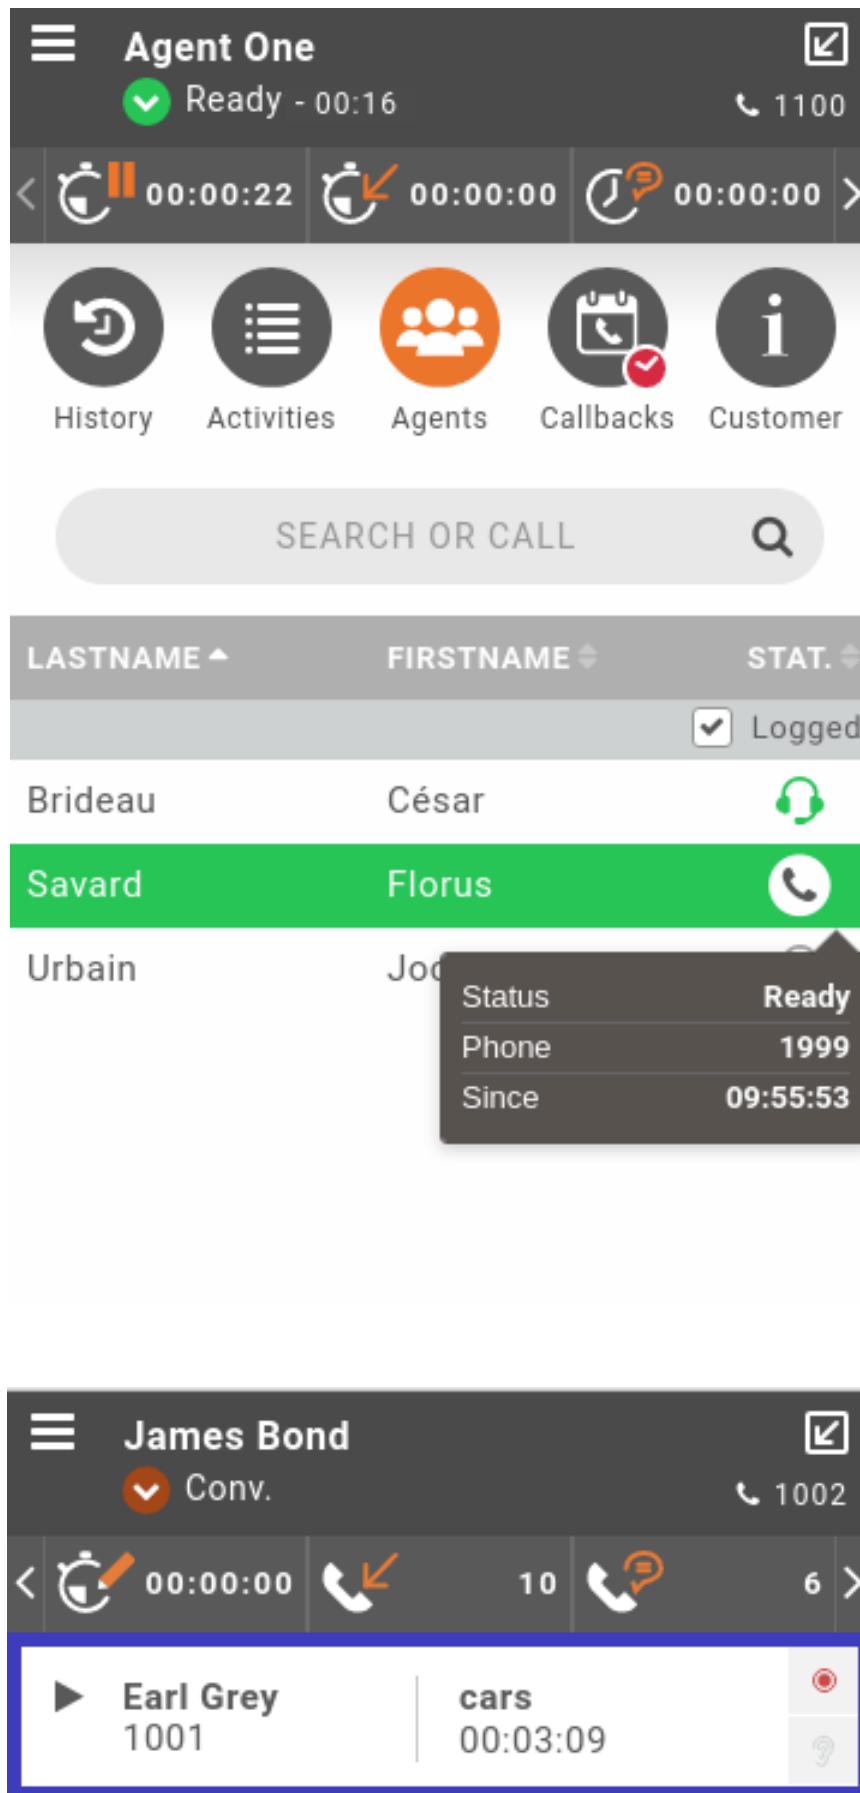 Agent One
Ready - 00:16
1100
00:00:22 00:00:00 00:00:00
History Activities Agents Callbacks Customer
SEARCH OR CALL
LASTNAME FIRSTNAME STAT.
Logged
Brideau César
Savard Florus
Urbain
Status Ready
Phone 1999
Since 09:55:53
James Bond
Conv.
1002
00:00:00 10 6
Earl Grey cars
1001 00:03:09